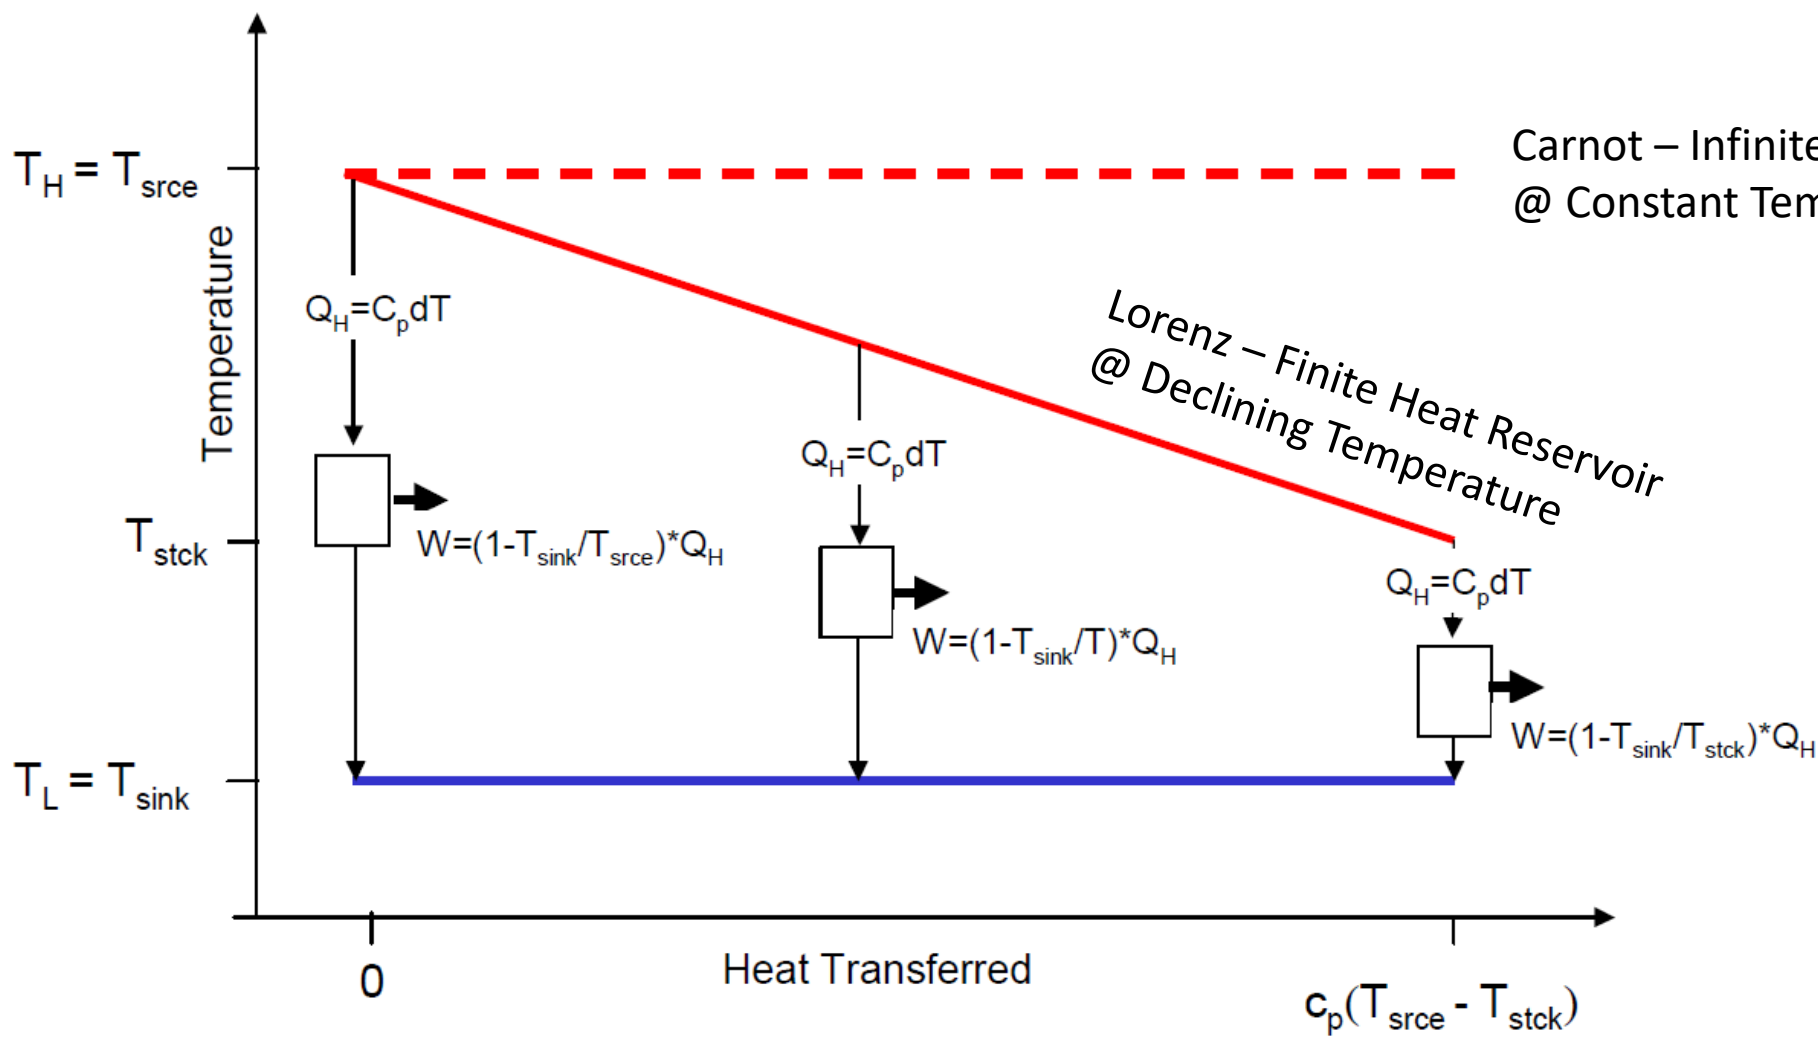 T_H = T_srce
Carnot – Infinite
@ Constant Tem
Temperature
Q_H=C_pdT
Lorenz – Finite Heat Reservoir
@ Declining Temperature
Q_H=C_pdT
T_stck
W=(1-T_sink/T_srce)*Q_H
Q_H=C_pdT
W=(1-T_sink/T)*Q_H
W=(1-T_sink/T_stck)*Q_H
T_L = T_sink
0
Heat Transferred
c_p(T_srce - T_stck)